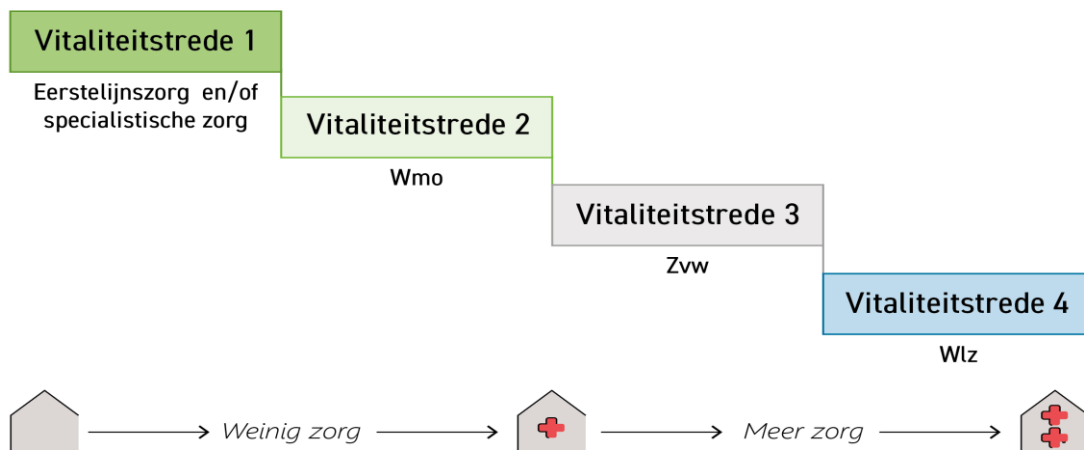 Vitaliteitstrede 1
Eerstelijnszorg en/of
specialistische zorg
Vitaliteitstrede 2
Wmo
Vitaliteitstrede 3
Zvw
Vitaliteitstrede 4
Wlz
Weinig zorg
Meer zorg